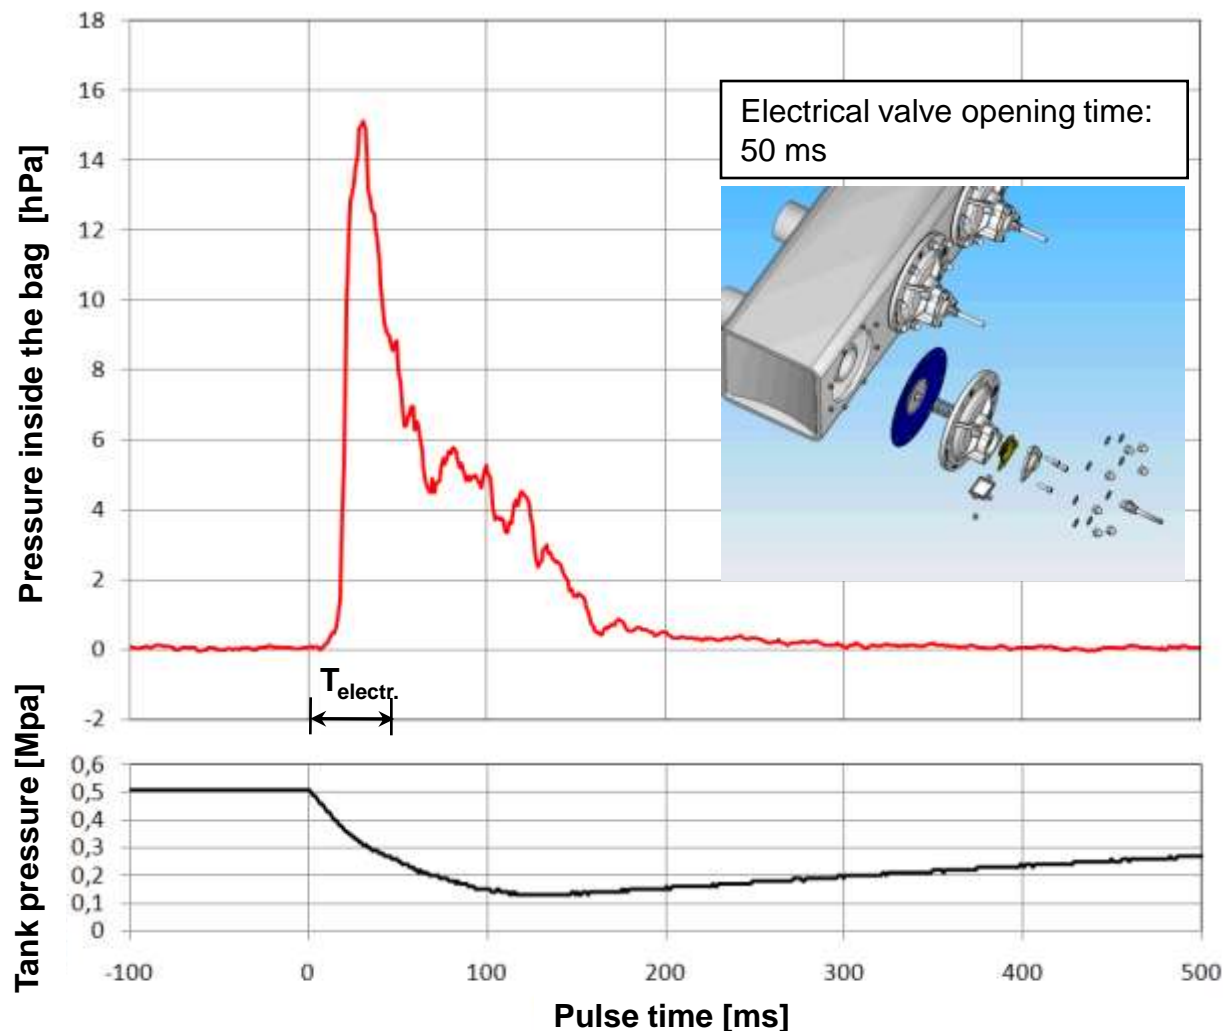 Pressure inside the bag [hPa]
18
16
14
12
10
8
6
4
2
0
-2
Electrical valve opening time:
50 ms
Telectr.
Tank pressure [Mpa]
0,6
0,5
0,4
0,3
0,2
0,1
0
-100 0 100 200 300 400 500
Pulse time [ms]